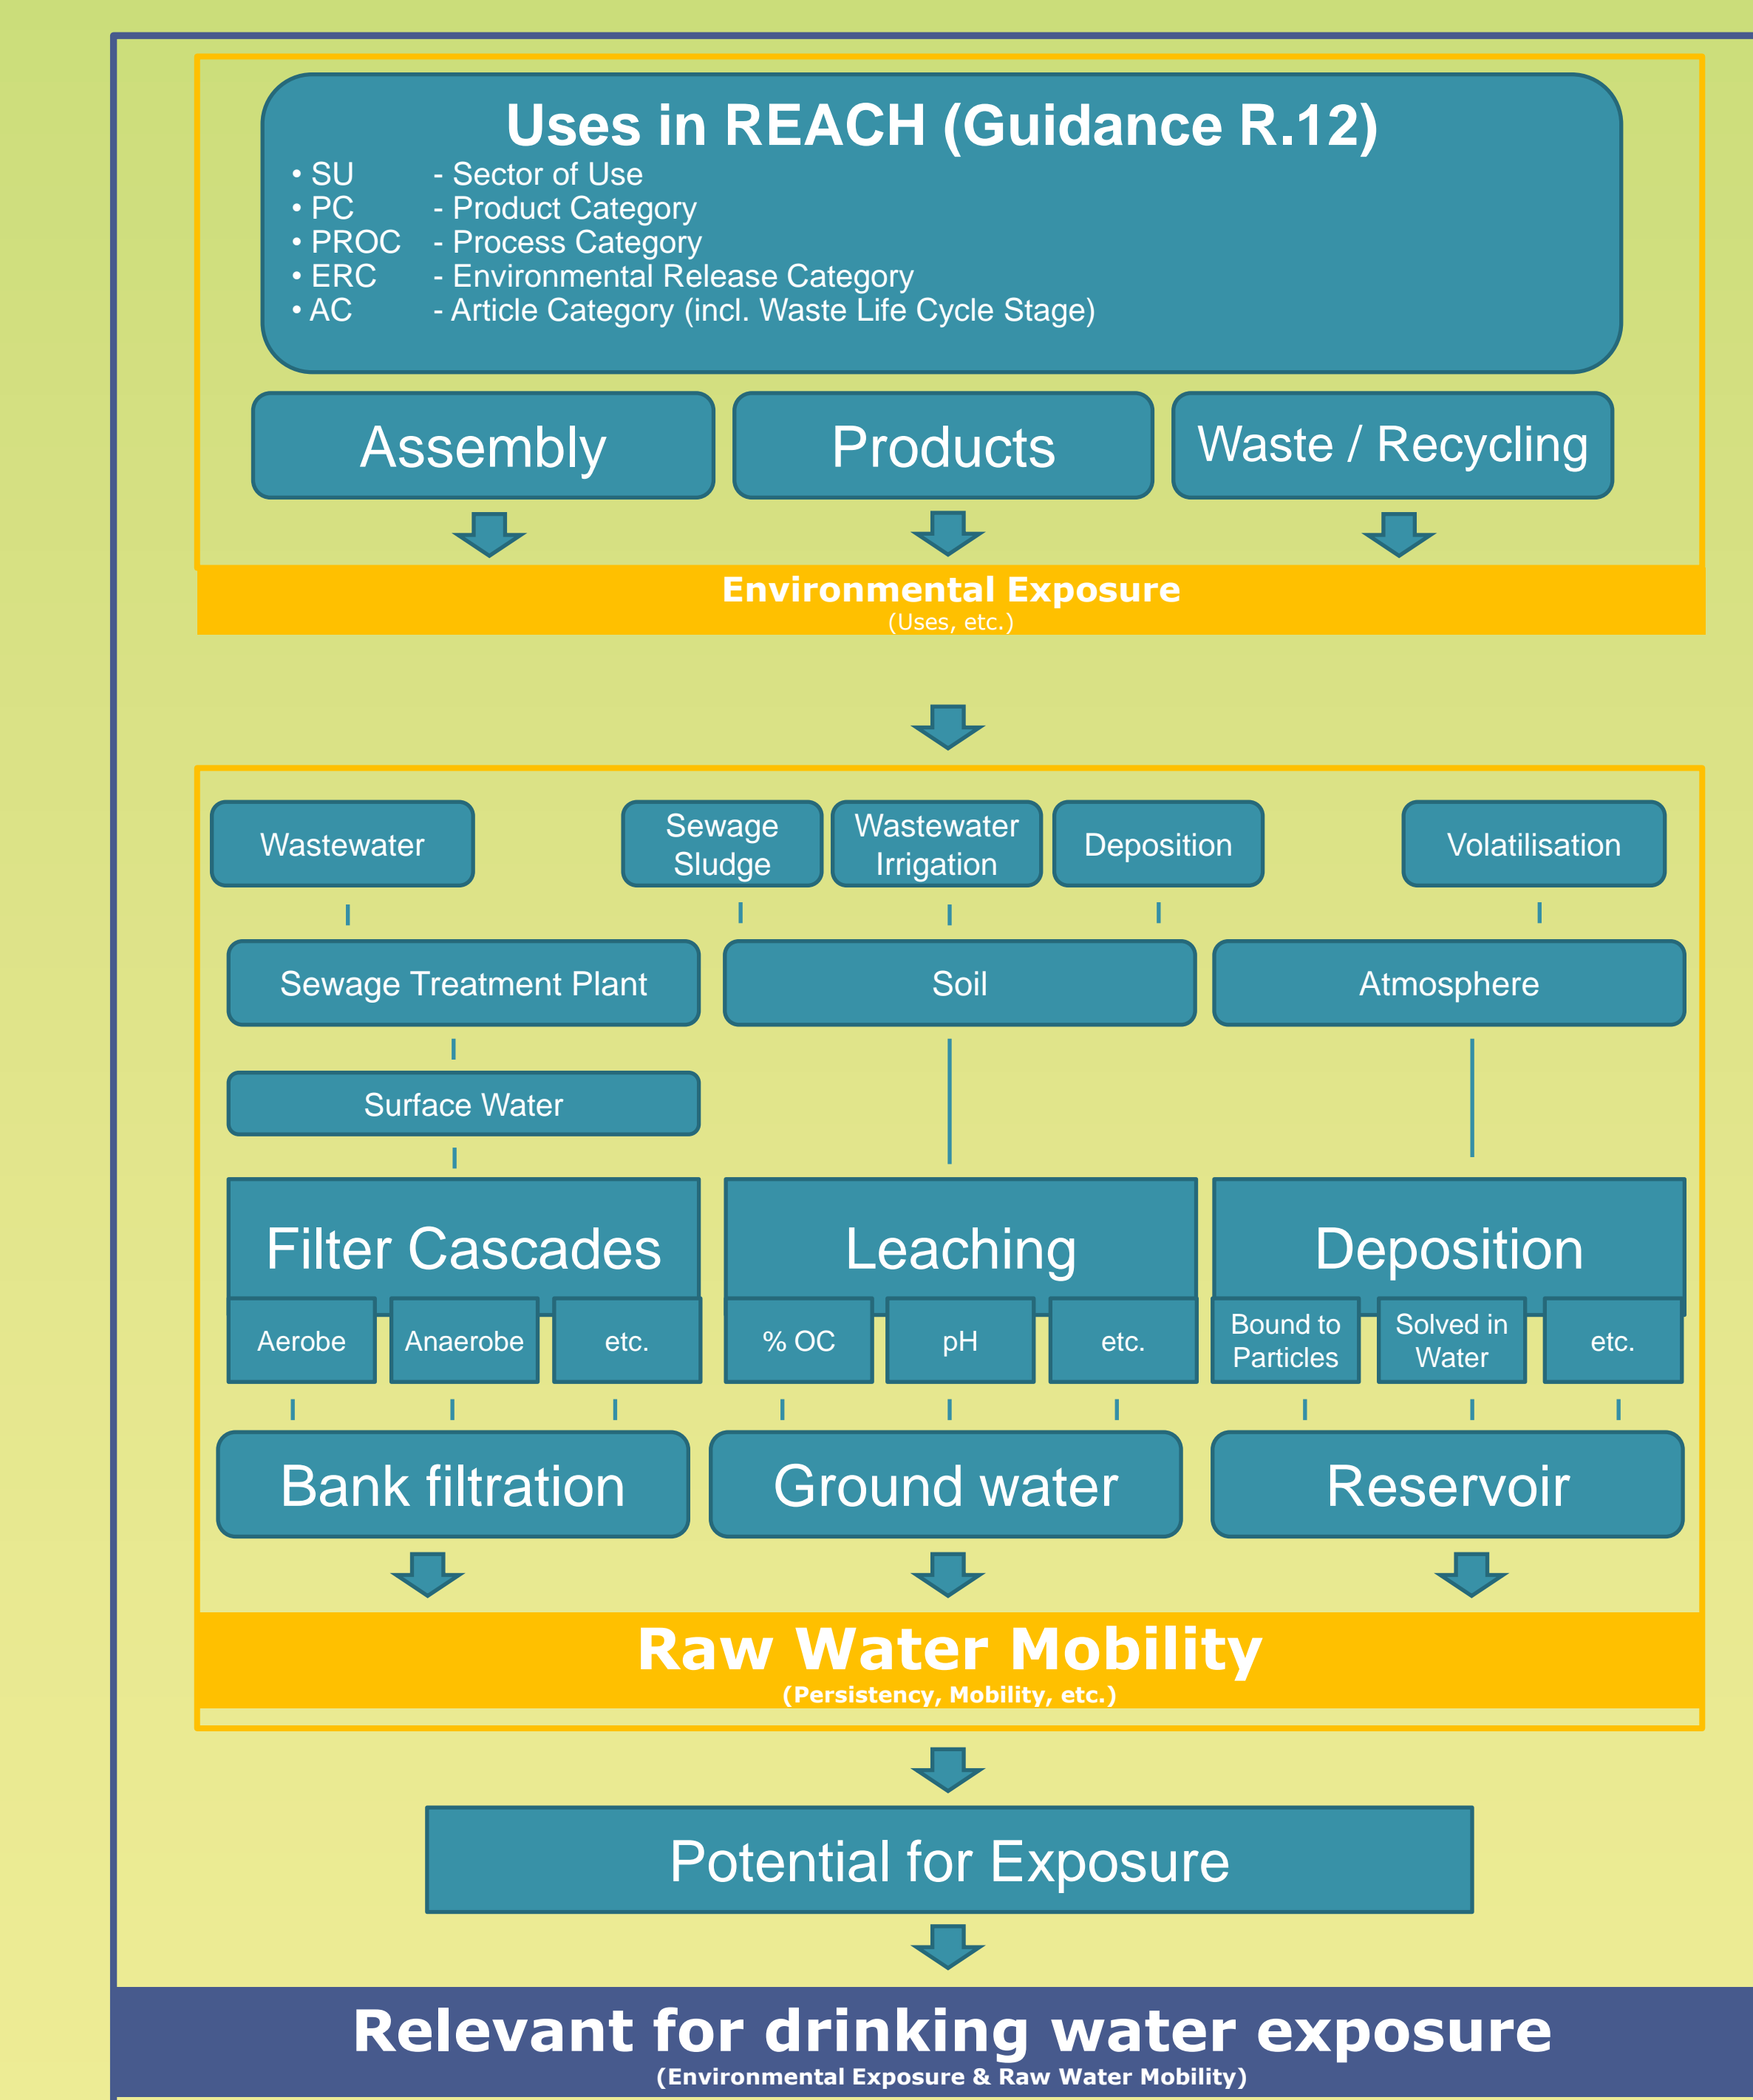 Uses in REACH (Guidance R.12)
• SU - Sector of Use
• PC - Product Category
• PROC - Process Category
• ERC - Environmental Release Category
• AC - Article Category (incl. Waste Life Cycle Stage)
Assembly
Products
Waste / Recycling
Environmental Exposure
(Uses, etc.)
Wastewater
Sewage
Sludge
Wastewater
Irrigation
Deposition
Volatilisation
Sewage Treatment Plant
Soil
Atmosphere
Surface Water
Filter Cascades
Leaching
Deposition
Aerobe
Anaerobe
etc.
% OC
pH
etc.
Bound to
Particles
Solved in
Water
etc.
Bank filtration
Ground water
Reservoir
Raw Water Mobility
(Persistency, Mobility, etc.)
Potential for Exposure
Relevant for drinking water exposure
(Environmental Exposure & Raw Water Mobility)